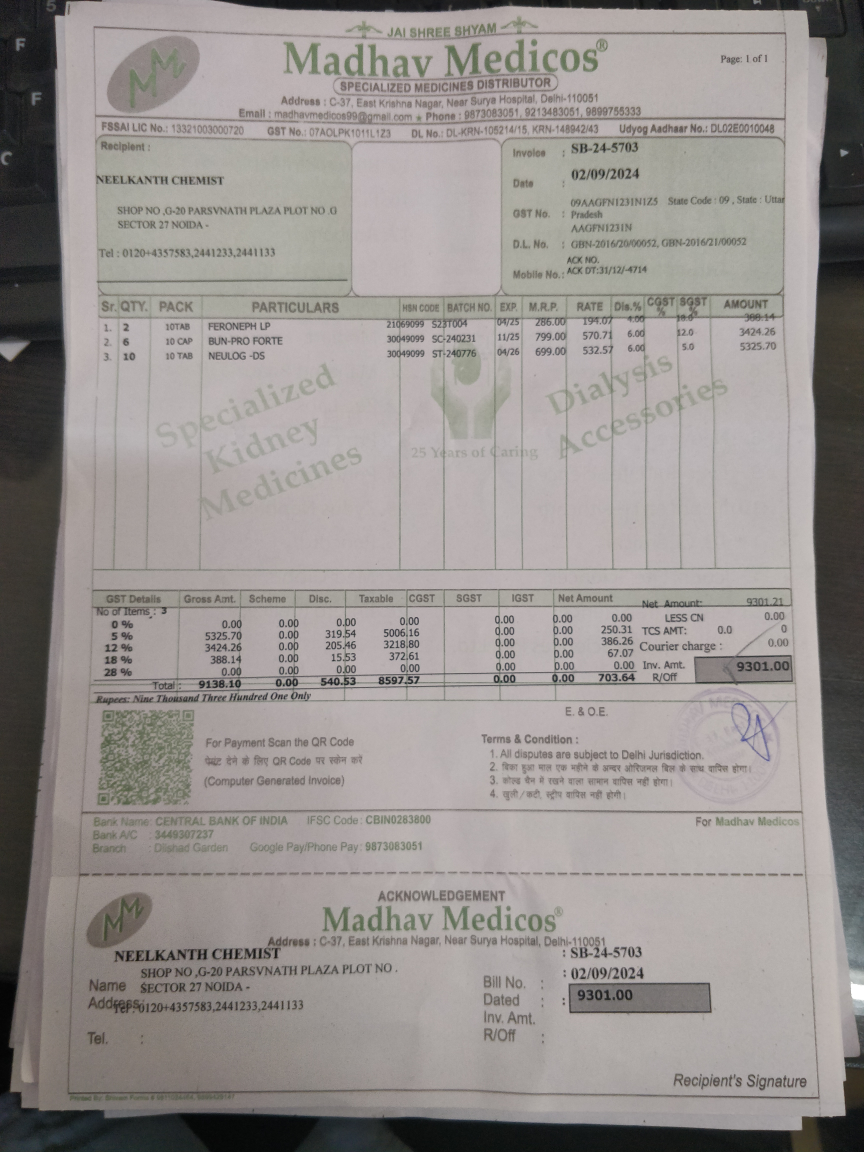 JAI SHREE SHYAM
Madhav Medicos®
Page: 1 of 1
SPECIALIZED MEDICINES DISTRIBUTOR
Address : C-37, East Krishna Nagar, Near Surya Hospital, Delhi-110051
Email : madhavmedicos99@gmail.com ★ Phone : 9873083051, 9213483051, 9899755333
FSSAI LIC No.: 13321003000720 GST No.: 07AOLPK1011L1Z3 DL No.: DL-KRN-105214/15, KRN-148942/43 Udyog Aadhaar No.: DL02E0010048
Recipient :
NEELKANTH CHEMIST
SHOP NO ,G-20 PARSVNATH PLAZA PLOT NO .G
SECTOR 27 NOIDA -
Tel : 0120+4357583,2441233,2441133
Invoice : SB-24-5703
Date : 02/09/2024
09AAGFN1231N1Z5 State Code : 09 , State : Uttar
GST No. : Pradesh
AAGFN1231N
D.L. No. : GBN-2016/20/00052, GBN-2016/21/00052
ACK NO.
Mobile No.: ACK DT:31/12/-4714
Sr. QTY. PACK PARTICULARS HSN CODE BATCH NO. EXP. M.R.P. RATE Dis.% CGST % SGST % AMOUNT
1. 2 10TAB FERONEPH LP 21069099 S23T004 04/25 286.00 194.07 4.00 18.0 388.14
2. 6 10 CAP BUN-PRO FORTE 30049099 SC-240231 11/25 799.00 570.71 6.00 12.0 3424.26
3. 10 10 TAB NEULOG -DS 30049099 ST-240776 04/26 699.00 532.57 6.00 5.0 5325.70
Specialized
Kidney
Medicines
25 Years of Caring
Dialysis
Accessories
GST Details Gross Amt. Scheme Disc. Taxable CGST SGST IGST Net Amount
No of Items : 3
0 % 0.00 0.00 0.00 0.00 0.00 0.00 0.00
5 % 5325.70 0.00 319.54 5006.16 0.00 0.00 250.31
12 % 3424.26 0.00 205.46 3218.80 0.00 0.00 386.26
18 % 388.14 0.00 15.53 372.61 0.00 0.00 67.07
28 % 0.00 0.00 0.00 0.00 0.00 0.00 0.00
Total : 9138.10 0.00 540.53 8597.57 0.00 0.00 703.64
Net Amount: 9301.21
LESS CN 0.00
TCS AMT: 0.0 0
Courier charge : 0.00
Inv. Amt. 9301.00
R/Off
Rupees: Nine Thousand Three Hundred One Only
E. & O.E.
For Payment Scan the QR Code
पेमेंट देने के लिए QR Code पर स्कैन करें
(Computer Generated Invoice)
Terms & Condition :
1. All disputes are subject to Delhi Jurisdiction.
2. बिका हुआ माल एक महीने के अन्दर ओरिजनल बिल के साथ वापिस होगा।
3. कोल्ड चैन में रखने वाला सामान वापिस नहीं होगा।
4. खुली / कटी, स्ट्रीप वापिस नहीं होगी।
Bank Name: CENTRAL BANK OF INDIA IFSC Code : CBIN0283800
Bank A/C : 3449307237
Branch : Dlishad Garden Google Pay/Phone Pay : 9873083051
For Madhav Medicos
ACKNOWLEDGEMENT
Madhav Medicos®
Address : C-37, East Krishna Nagar, Near Surya Hospital, Delhi-110051
NEELKANTH CHEMIST
SHOP NO ,G-20 PARSVNATH PLAZA PLOT NO .
Name SECTOR 27 NOIDA -
Address: Tel :0120+4357583,2441233,2441133
Tel. :
: SB-24-5703
Bill No. : : 02/09/2024
Dated : : 9301.00
Inv. Amt.
R/Off :
Recipient's Signature